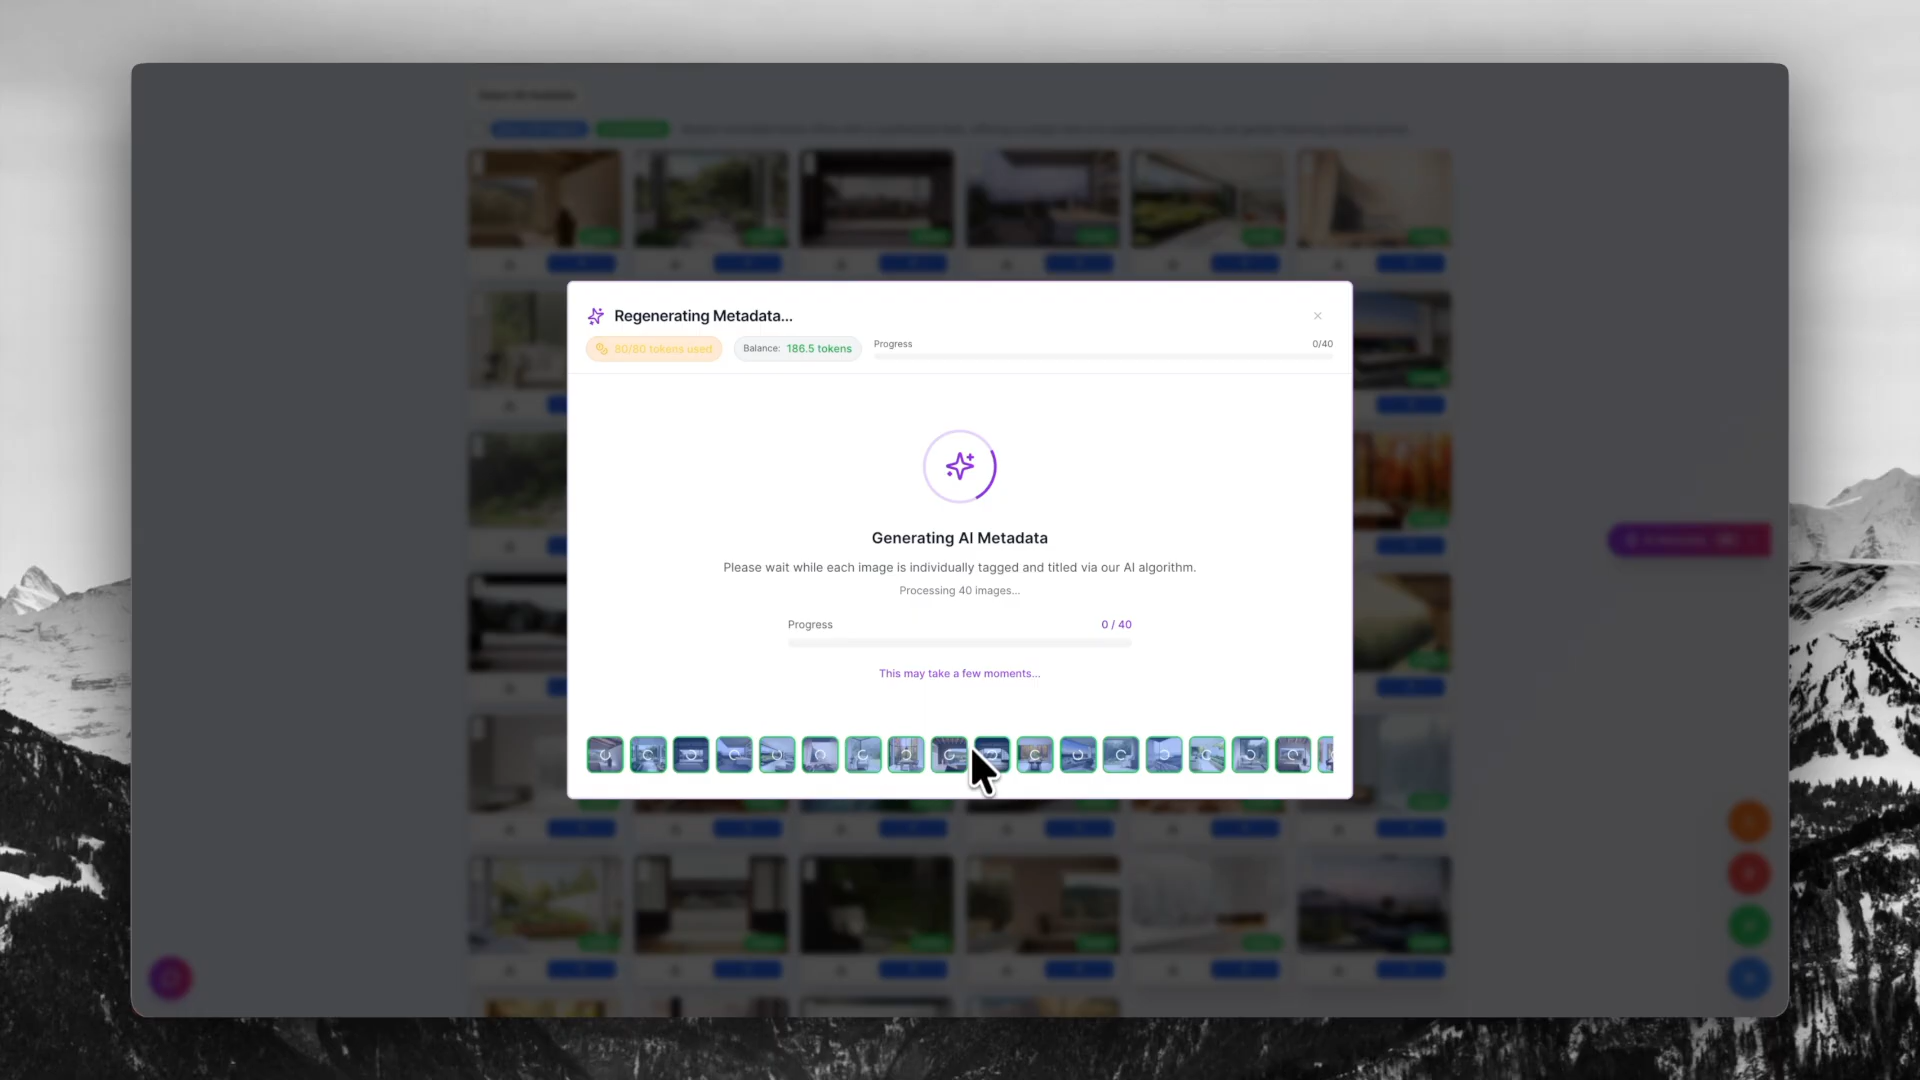 Regenerating Metadata...
80/80 tokens used
Balance: 186.5 tokens
Progress
0/40
Generating AI Metadata
Please wait while each image is individually tagged and titled via our AI algorithm.
Processing 40 images...
Progress
0 / 40
This may take a few moments...